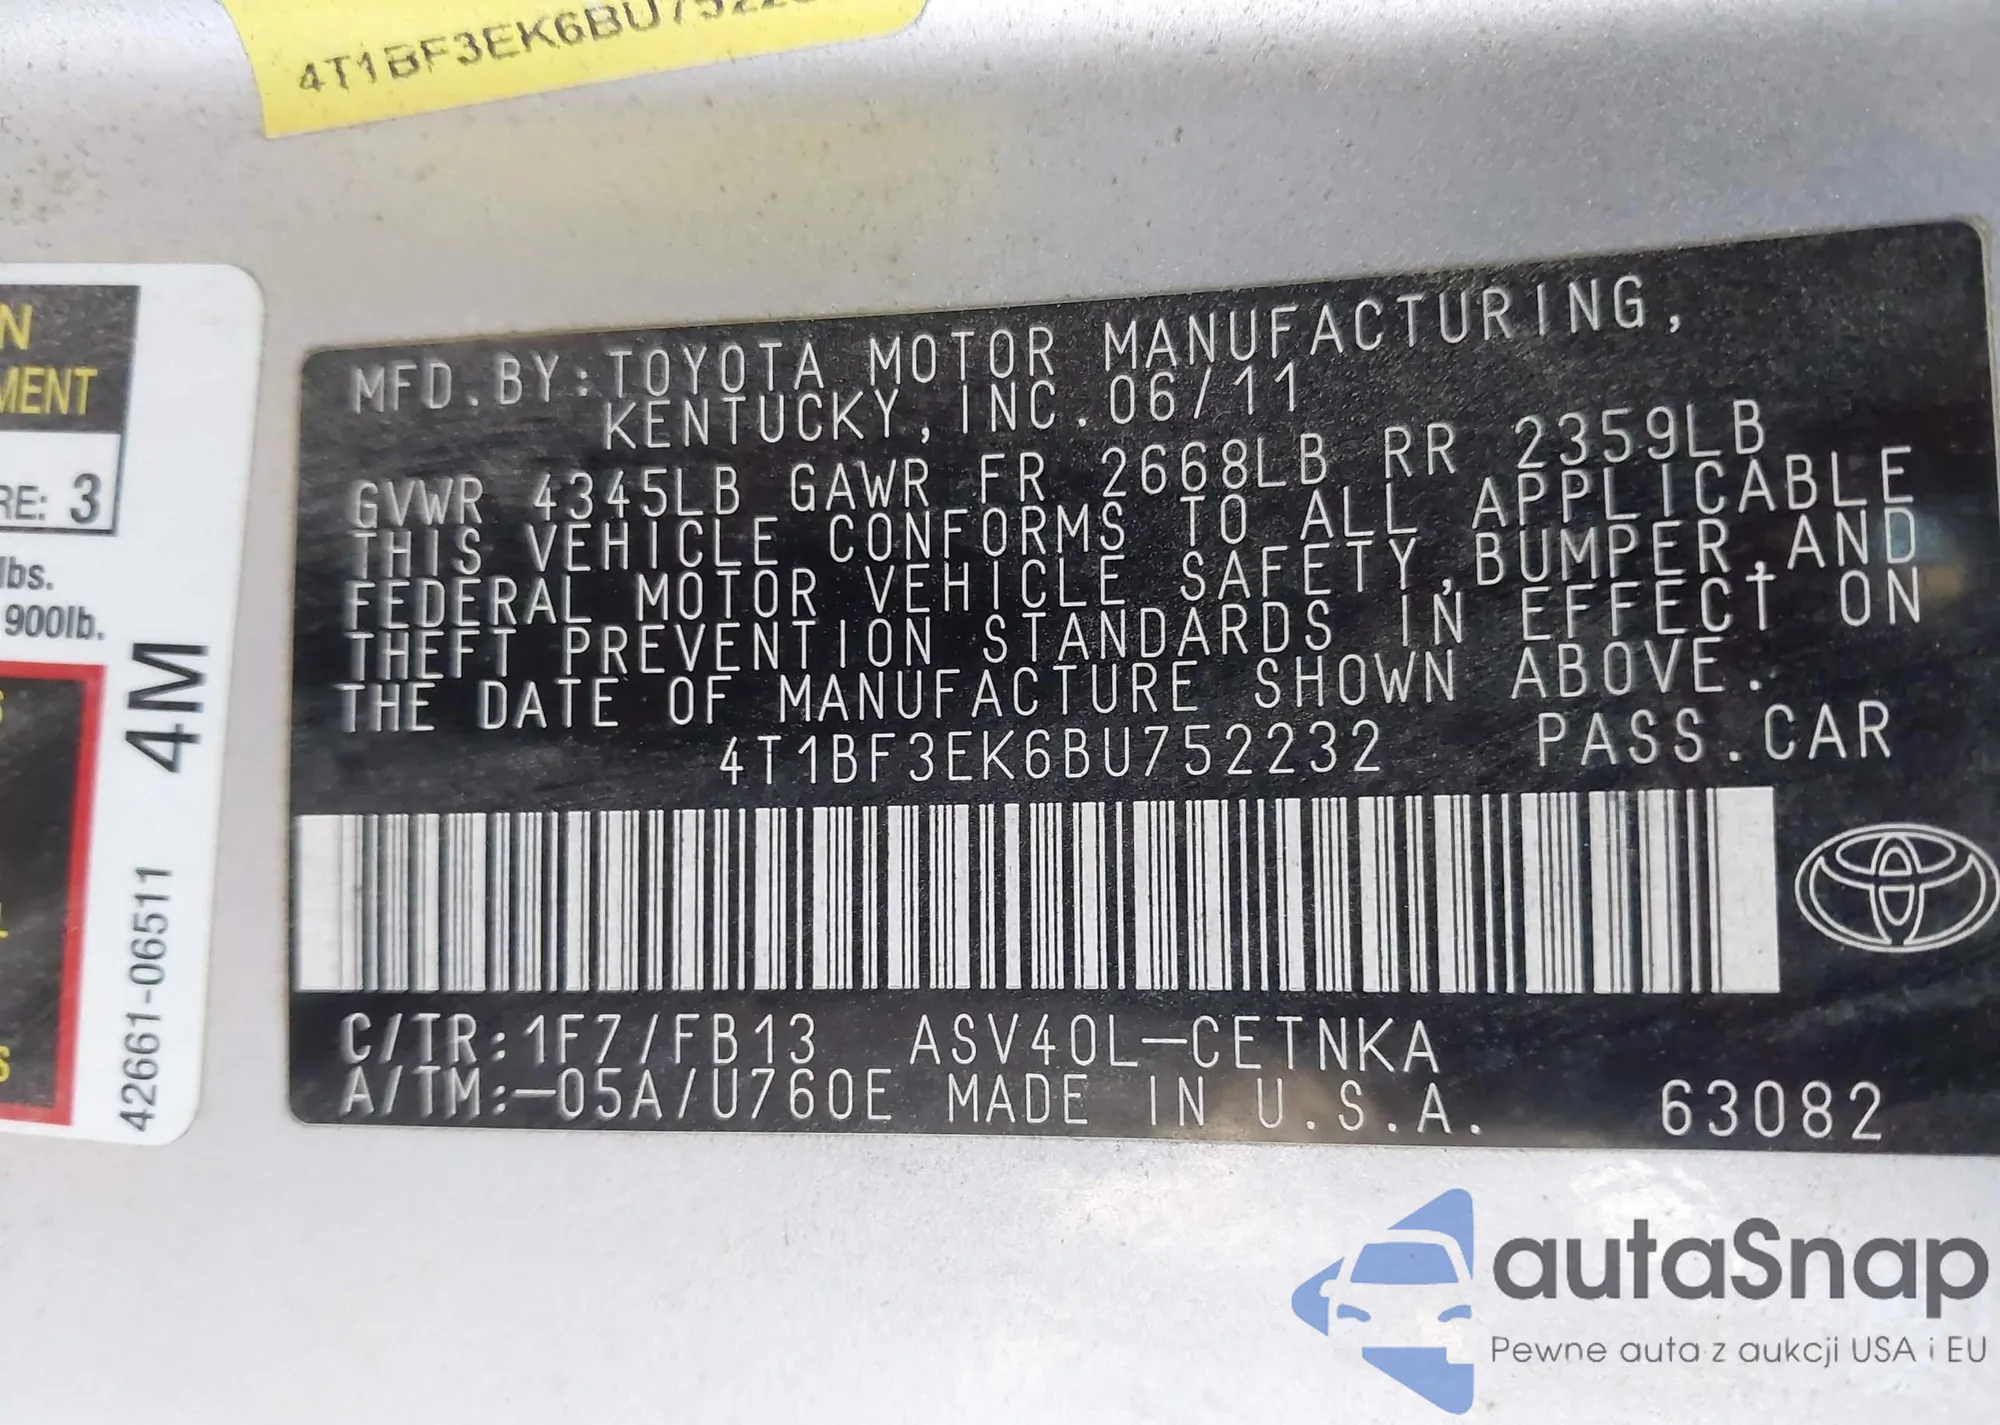 4T1BF3EK6BU7522
N
MENT
RE: 3
lbs.
900lb.
4M
42661-06511
MFD.BY:TOYOTA MOTOR MANUFACTURING,
KENTUCKY, INC.06/11
GVWR 4345LB GAWR FR 2668LB RR 2359LB
THIS VEHICLE CONFORMS TO ALL APPLICABLE
FEDERAL MOTOR VEHICLE SAFETY,BUMPER,AND
THEFT PREVENTION STANDARDS IN EFFECT ON
THE DATE OF MANUFACTURE SHOWN ABOVE.
4T1BF3EK6BU752232 PASS.CAR
C/TR:1F7/FB13 ASV40L-CETNKA
A/TM:-05A/U760E MADE IN U.S.A. 63082
autaSnap
Pewne auta z aukcji USA i EU